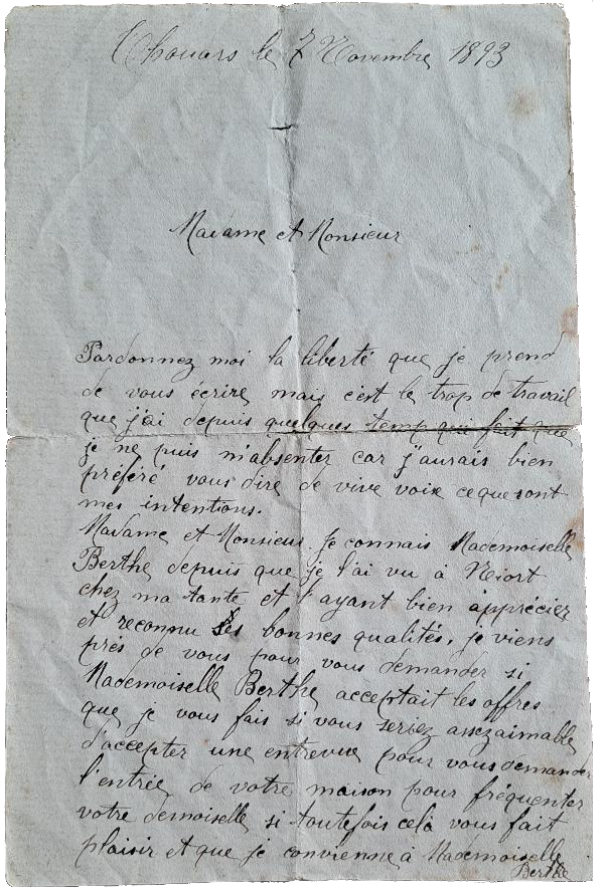 Thouars le 7 Novembre 1893
Madame et Monsieur
Pardonnez moi la liberté que je prend
de vous écrire mais c'est le trop de travail
que j'ai depuis quelques temp qui fait que
je ne puis m'absenter car j'aurais bien
préféré vous dire de vive voix ce que sont
mes intentions.
Madame et Monsieur je connais Mademoiselle
Berthe depuis que je l'ai vu à Niort
chez ma tante et l'ayant bien apprécier
et reconnu ses bonnes qualités, je viens
près de vous pour vous demander si
Mademoiselle Berthe acceptait les offres
que je vous fais si vous seriez assez aimable
d'accepter une entrevue pour vous demander
l'entrée de votre maison pour fréquenter
votre demoiselle si toutefois celà vous fait
plaisir et que je convienne à Mademoiselle
Berthe